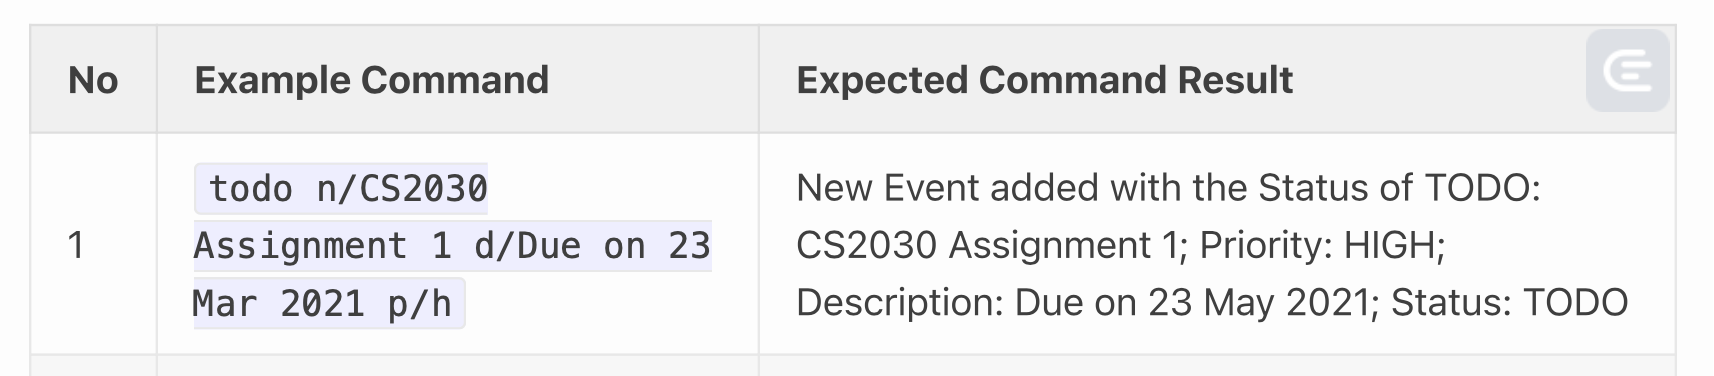 No
Example Command
Expected Command Result
1
todo n/CS2030
Assignment 1 d/Due on 23
Mar 2021 p/h
New Event added with the Status of TODO:
CS2030 Assignment 1; Priority: HIGH;
Description: Due on 23 May 2021; Status: TODO